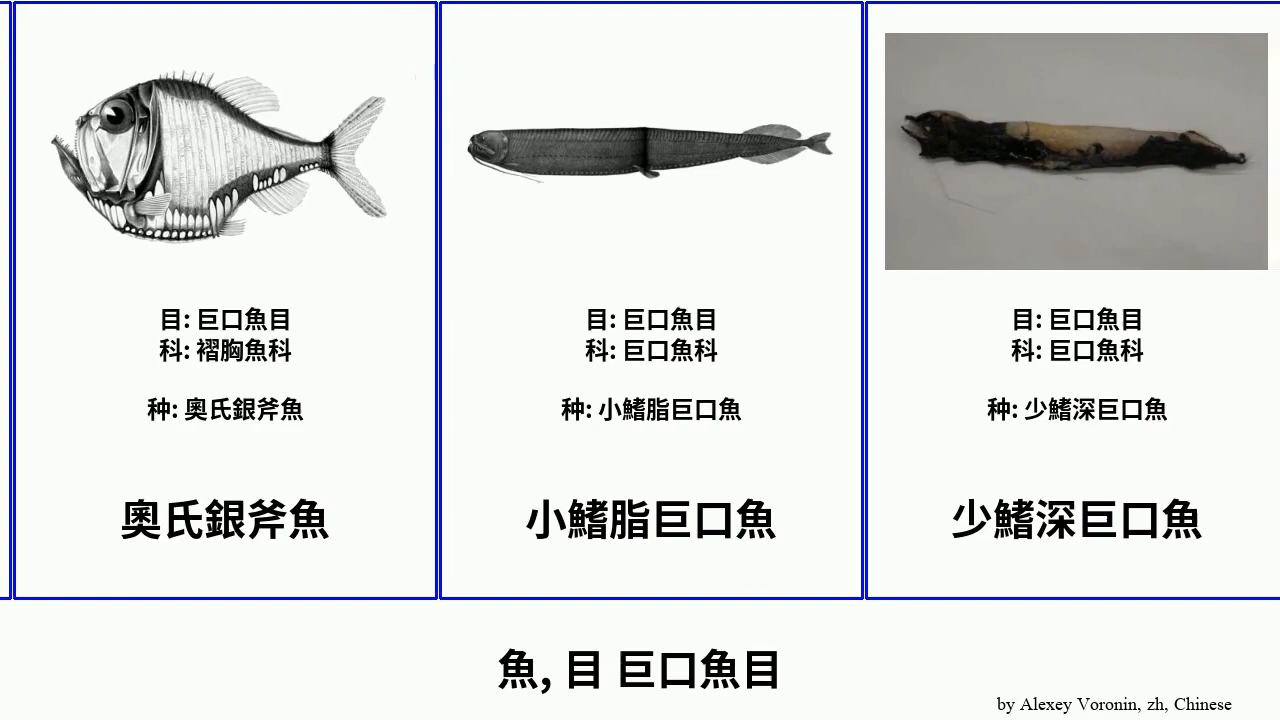 目: 巨口魚目
科: 褶胸魚科
种: 奧氏銀斧魚
奧氏銀斧魚
目: 巨口魚目
科: 巨口魚科
种: 小鰭脂巨口魚
小鰭脂巨口魚
目: 巨口魚目
科: 巨口魚科
种: 少鰭深巨口魚
少鰭深巨口魚
魚, 目 巨口魚目
by Alexey Voronin, zh, Chinese